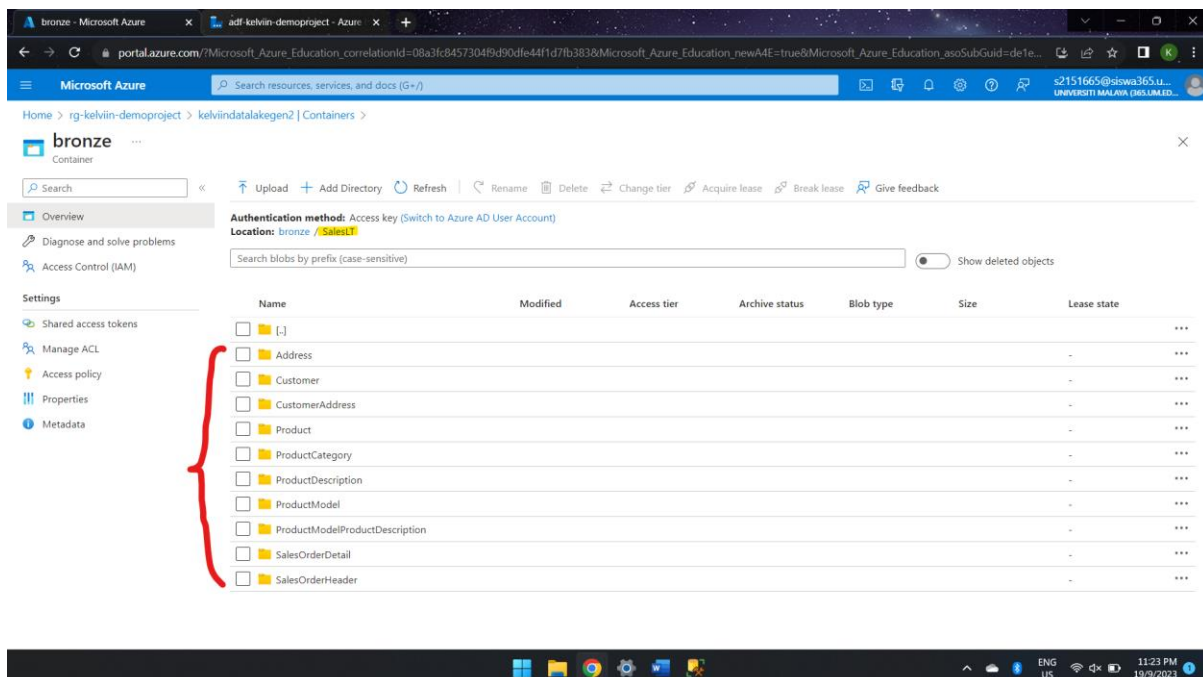 bronze - Microsoft Azure
adf-kelviin-demoproject - Azure
portal.azure.com/?Microsoft_Azure_Education_correlationId=08a3fc8457304f9d90dfe44f1d7fb383&Microsoft_Azure_Education_newA4E=true&Microsoft_Azure_Education_asoSubGuid=de1e...
K
Microsoft Azure
Search resources, services, and docs (G+/)
s2151665@siswa365.u...
UNIVERSITI MALAYA (365.UM.ED...
Home > rg-kelviin-demoproject > kelviindatalakegen2 | Containers >
bronze ...
Container
Search
Upload Add Directory Refresh Rename Delete Change tier Acquire lease Break lease Give feedback
Overview
Diagnose and solve problems
Access Control (IAM)
Settings
Shared access tokens
Manage ACL
Access policy
Properties
Metadata
Authentication method: Access key (Switch to Azure AD User Account)
Location: bronze / SalesLT
Search blobs by prefix (case-sensitive)
Show deleted objects
Name Modified Access tier Archive status Blob type Size Lease state
[..] ...
Address - ...
Customer - ...
CustomerAddress - ...
Product - ...
ProductCategory - ...
ProductDescription - ...
ProductModel - ...
ProductModelProductDescription - ...
SalesOrderDetail - ...
SalesOrderHeader - ...
ENG
US
11:23 PM
19/9/2023
1